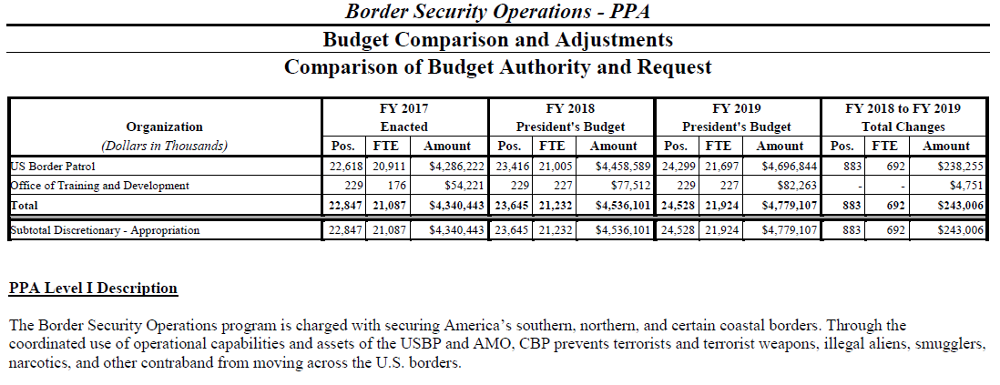 Border Security Operations - PPA
Budget Comparison and Adjustments
Comparison of Budget Authority and Request
Organization (Dollars in Thousands) FY 2017 Enacted FY 2018 President's Budget FY 2019 President's Budget FY 2018 to FY 2019 Total Changes
Pos. FTE Amount Pos. FTE Amount Pos. FTE Amount Pos. FTE Amount
US Border Patrol 22,618 20,911 $4,286,222 23,416 21,005 $4,458,589 24,299 21,697 $4,696,844 883 692 $238,255
Office of Training and Development 229 176 $54,221 229 227 $77,512 229 227 $82,263 - - $4,751
Total 22,847 21,087 $4,340,443 23,645 21,232 $4,536,101 24,528 21,924 $4,779,107 883 692 $243,006
Subtotal Discretionary - Appropriation 22,847 21,087 $4,340,443 23,645 21,232 $4,536,101 24,528 21,924 $4,779,107 883 692 $243,006
PPA Level I Description
The Border Security Operations program is charged with securing America’s southern, northern, and certain coastal borders. Through the
coordinated use of operational capabilities and assets of the USBP and AMO, CBP prevents terrorists and terrorist weapons, illegal aliens, smugglers,
narcotics, and other contraband from moving across the U.S. borders.